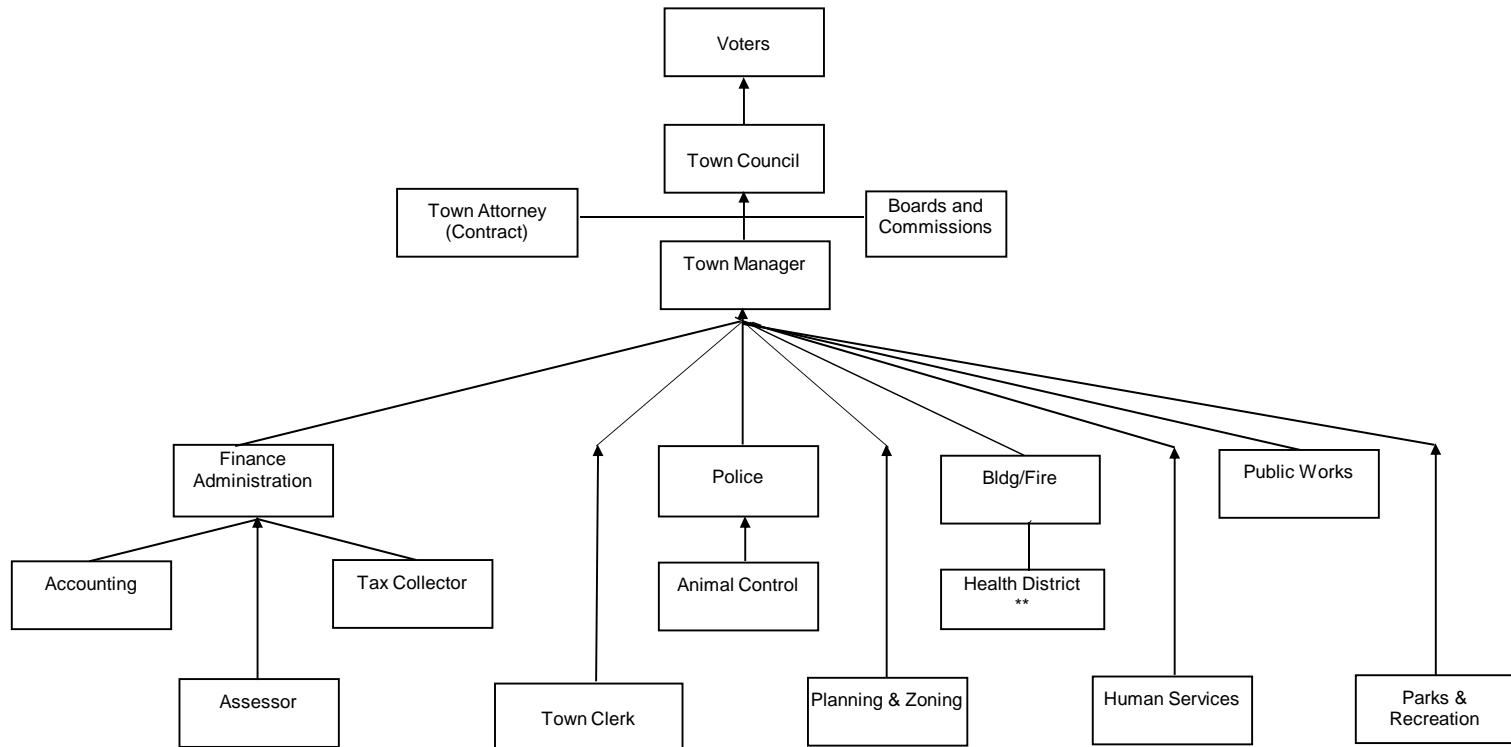 Voters
Town Council
Town Attorney
(Contract)
Boards and
Commissions
Town Manager
Finance
Administration
Police
Bldg/Fire
Public Works
Accounting
Tax Collector
Animal Control
Health District
**
Assessor
Town Clerk
Planning & Zoning
Human Services
Parks &
Recreation